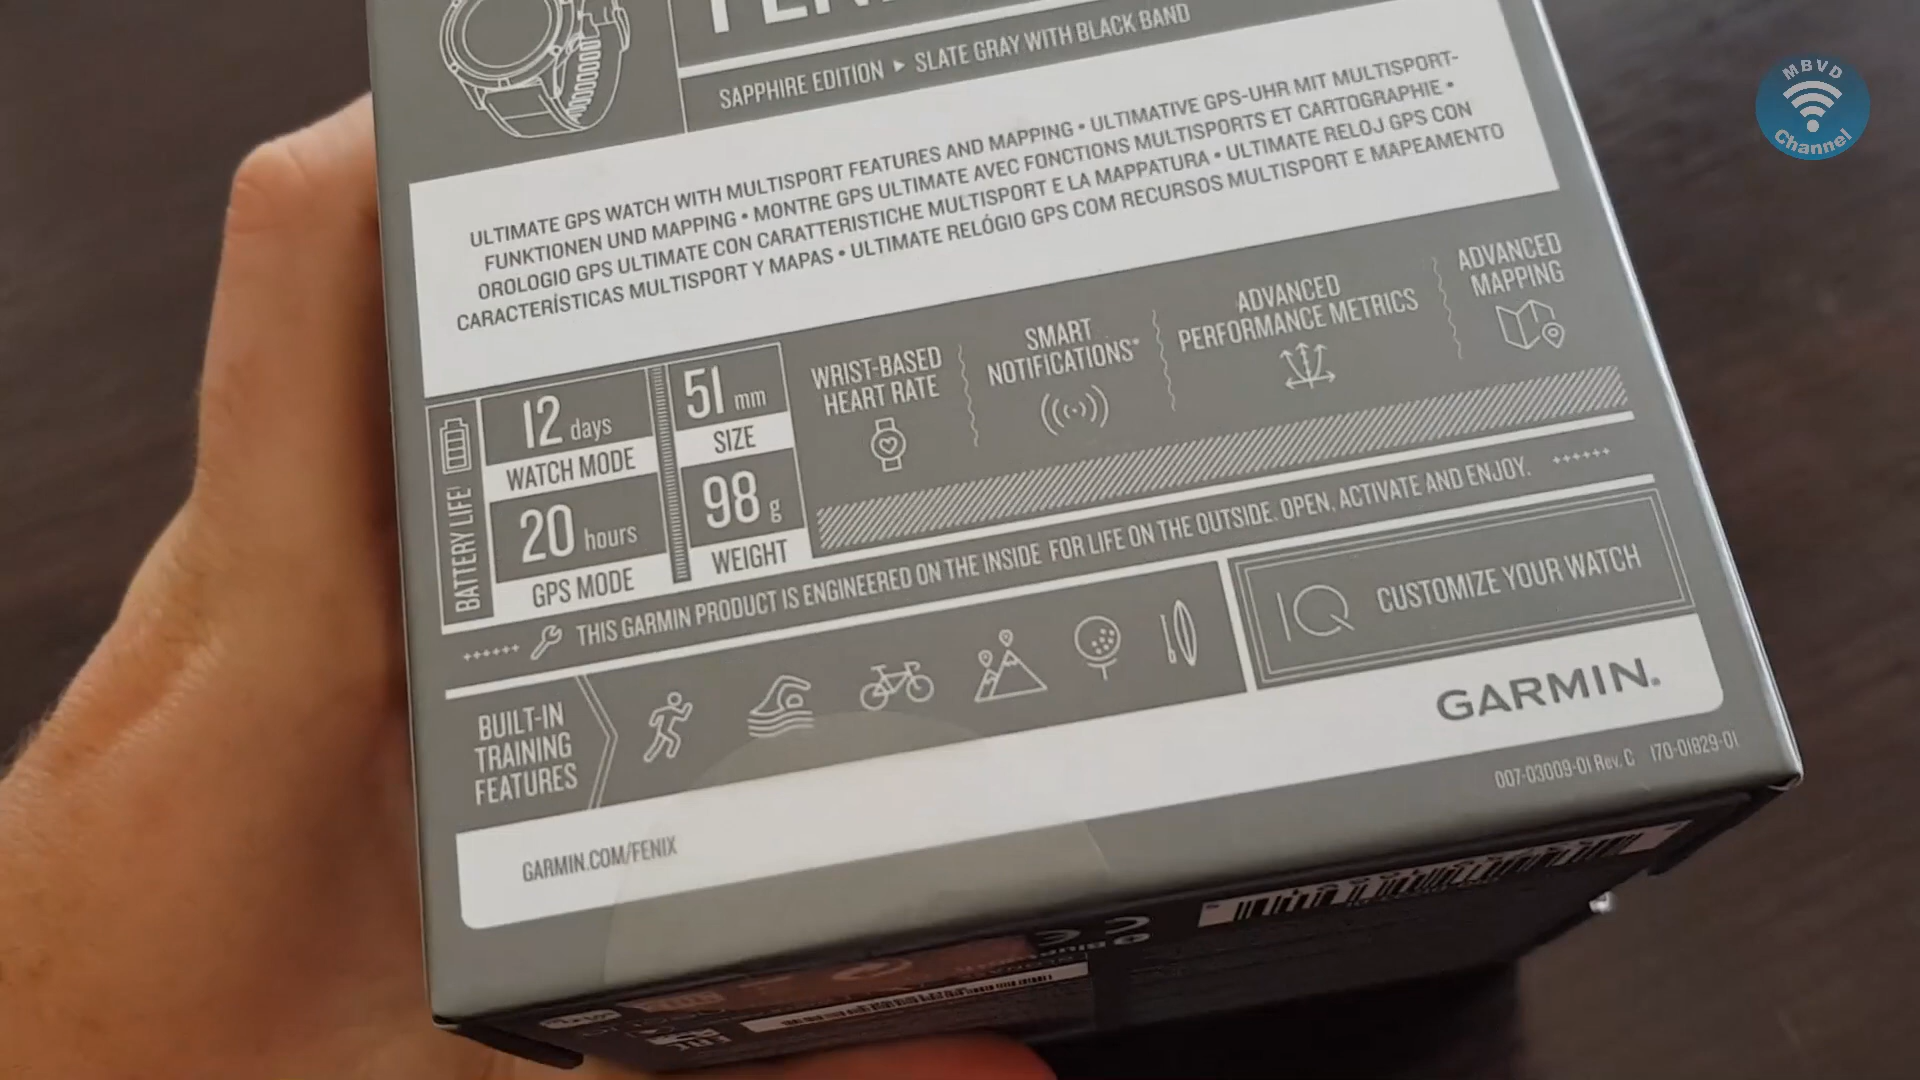 MBVD
Channel
SAPPHIRE EDITION ▸ SLATE GRAY WITH BLACK BAND
ULTIMATE GPS WATCH WITH MULTISPORT FEATURES AND MAPPING • ULTIMATIVE GPS-UHR MIT MULTISPORT-
FUNKTIONEN UND MAPPING • MONTRE GPS ULTIMATE AVEC FONCTIONS MULTISPORTS ET CARTOGRAPHIE •
OROLOGIO GPS ULTIMATE CON CARATTERISTICHE MULTISPORT E LA MAPPATURA • ULTIMATE RELOJ GPS CON
CARACTERÍSTICAS MULTISPORT Y MAPAS • ULTIMATE RELÓGIO GPS COM RECURSOS MULTISPORT E MAPEAMENTO
BATTERY LIFE
12 days
WATCH MODE
20 hours
GPS MODE
51 mm
SIZE
98 g
WEIGHT
WRIST-BASED
HEART RATE
SMART
NOTIFICATIONS*
ADVANCED
PERFORMANCE METRICS
ADVANCED
MAPPING
THIS GARMIN PRODUCT IS ENGINEERED ON THE INSIDE FOR LIFE ON THE OUTSIDE. OPEN, ACTIVATE AND ENJOY.
BUILT-IN
TRAINING
FEATURES
IQ CUSTOMIZE YOUR WATCH
GARMIN.
GARMIN.COM/FENIX
007-03009-01 Rev. C 170-01829-01